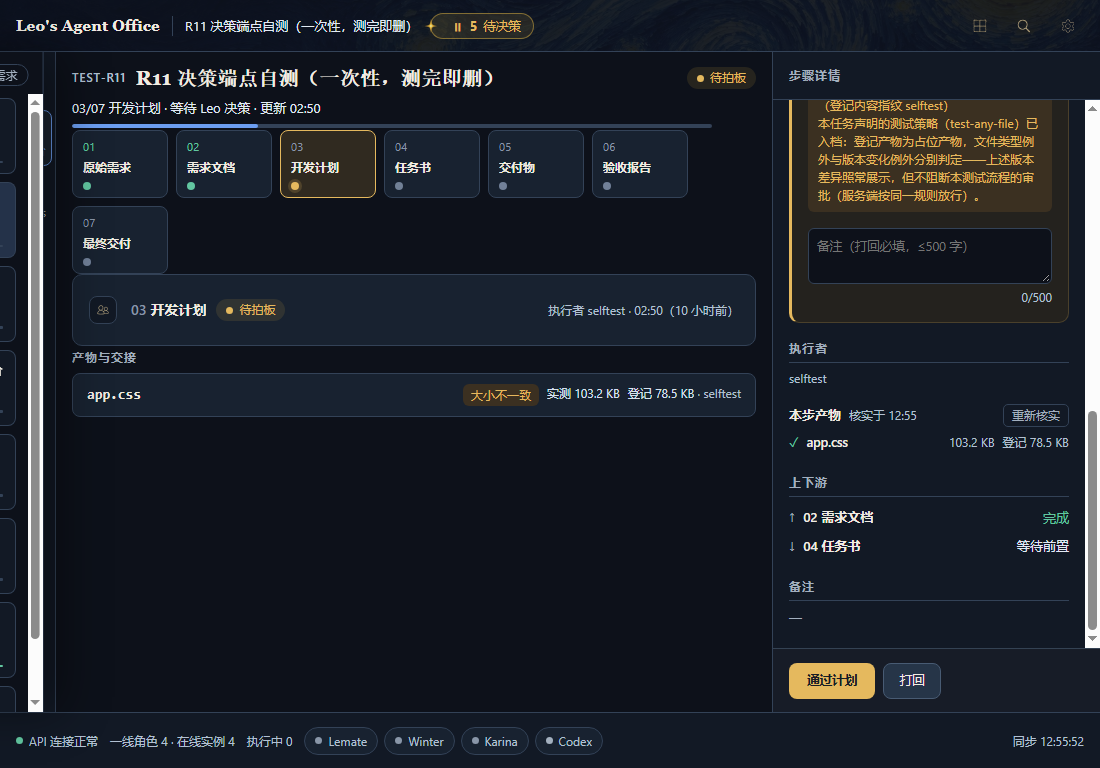 Leo's Agent Office
R11 决策端点自测（一次性，测完即删）
5 待决策
需求
TEST-R11 R11 决策端点自测（一次性，测完即删）
待拍板
03/07 开发计划 · 等待 Leo 决策 · 更新 02:50
01
原始需求
02
需求文档
03
开发计划
04
任务书
05
交付物
06
验收报告
07
最终交付
03 开发计划 待拍板
执行者 selftest · 02:50（10 小时前）
产物与交接
app.css
大小不一致 实测 103.2 KB 登记 78.5 KB · selftest
步骤详情
（登记内容指纹 selftest）
本任务声明的测试策略（test-any-file）已
入档：登记产物为占位产物，文件类型例
外与版本变化例外分别判定——上述版本
差异照常展示，但不阻断本测试流程的审
批（服务端按同一规则放行）。
备注（打回必填，≤500 字）
0/500
执行者
selftest
本步产物 核实于 12:55 重新核实
✓ app.css 103.2 KB 登记 78.5 KB
上下游
↑ 02 需求文档 完成
↓ 04 任务书 等待前置
备注
—
通过计划 打回
API 连接正常 一线角色 4 · 在线实例 4 执行中 0 Lemate Winter Karina Codex
同步 12:55:52